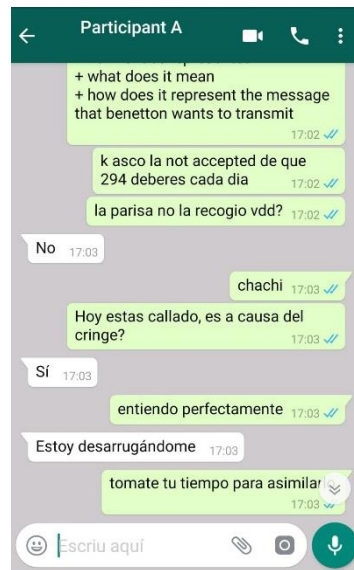 Participant A
+ what does it mean
+ how does it represent the message
that benetton wants to transmit
17:02
k asco la not accepted de que
294 deberes cada dia
17:02
la parisa no la recogio vdd? 17:02
No 17:03
chachi 17:03
Hoy estas callado, es a causa del
cringe?
17:03
Sí 17:03
entiendo perfectamente 17:03
Estoy desarrugándome 17:03
tomate tu tiempo para
17:03
Escriu aquí